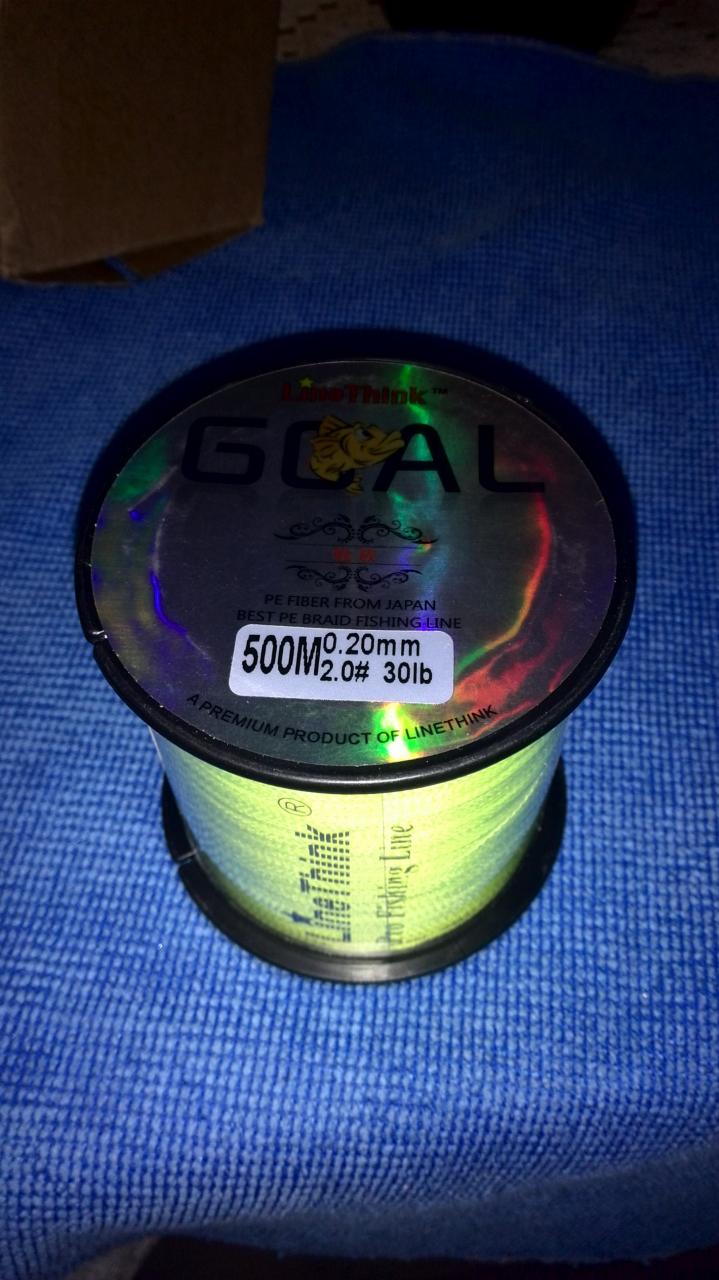 LineThink™
GOAL
PE FIBER FROM JAPAN
BEST PE BRAID FISHING LINE
500M 0.20mm
2.0# 30lb
A PREMIUM PRODUCT OF LINETHINK
LineThink®
Pro Fishing Line